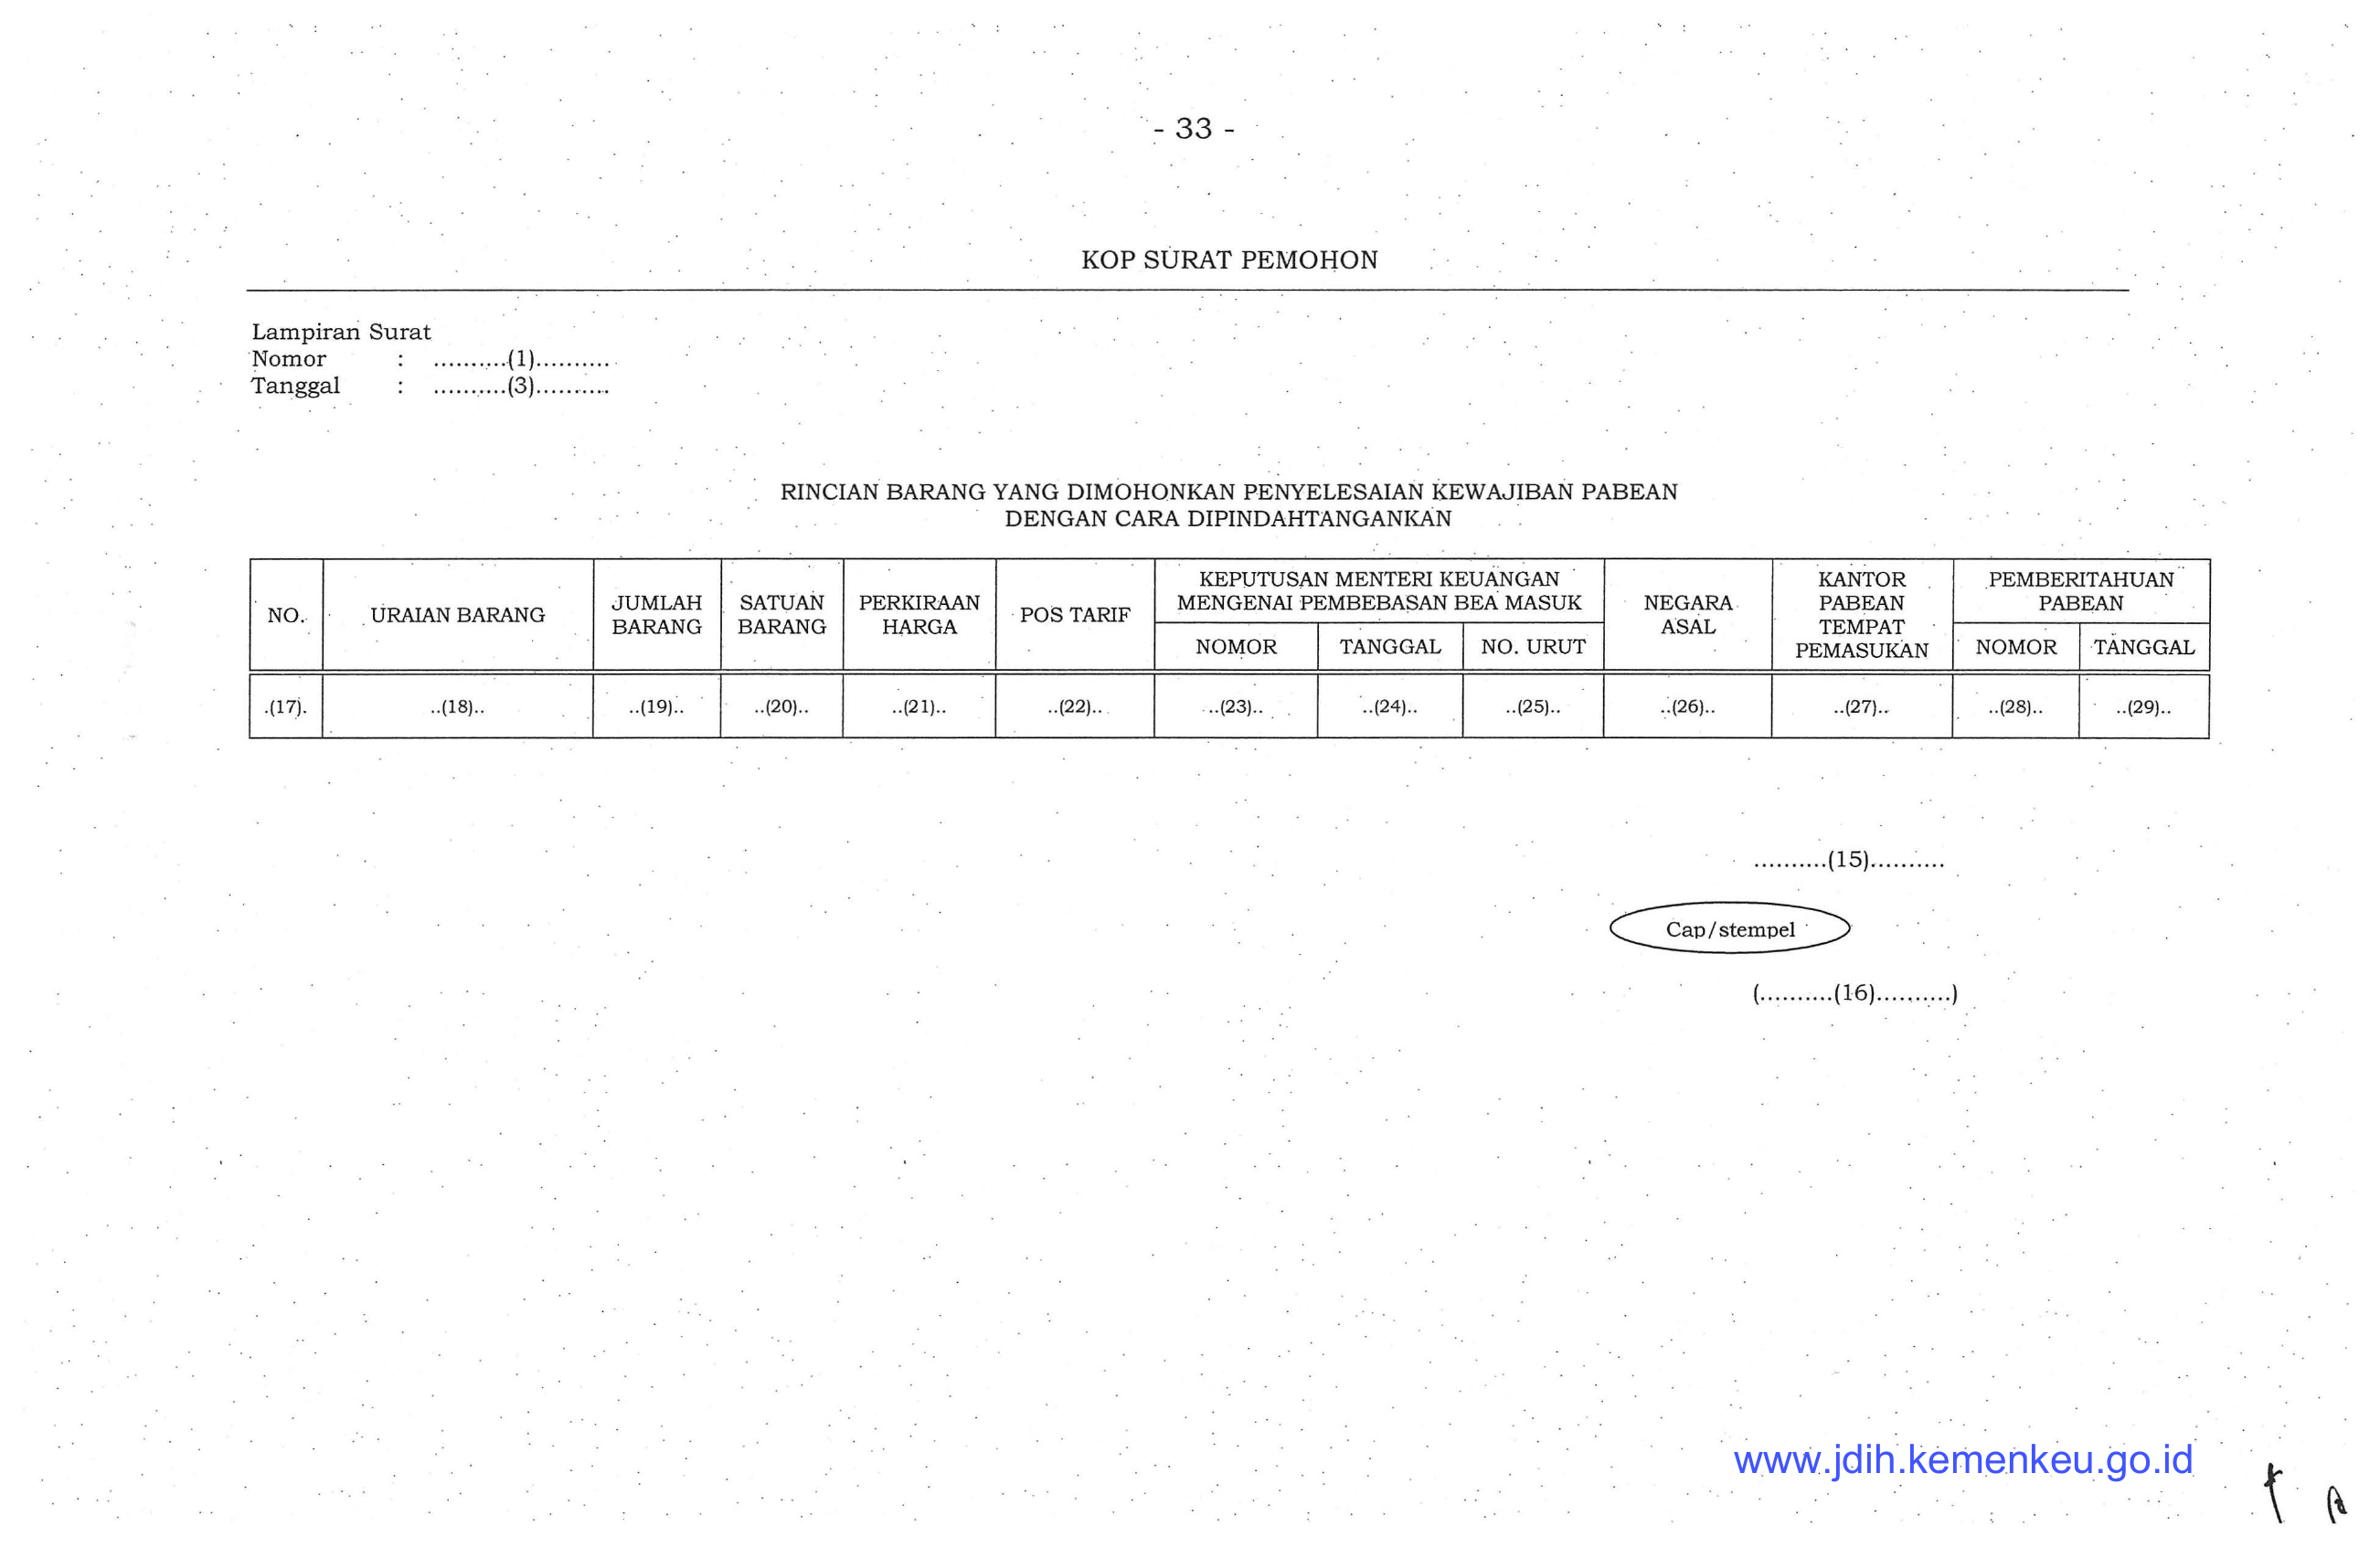 - 33 -
KOP SURAT PEMOHON
Lampiran Surat
Nomor : ..........(1)..........
Tanggal : ..........(3)..........
RINCIAN BARANG YANG DIMOHONKAN PENYELESAIAN KEWAJIBAN PABEAN
DENGAN CARA DIPINDAHTANGANKAN
NO. URAIAN BARANG JUMLAH BARANG SATUAN BARANG PERKIRAAN HARGA POS TARIF KEPUTUSAN MENTERI KEUANGAN MENGENAI PEMBEBASAN BEA MASUK NEGARA ASAL KANTOR PABEAN TEMPAT PEMASUKAN PEMBERITAHUAN PABEAN
NOMOR TANGGAL NO. URUT NOMOR TANGGAL
.(17). ..(18).. ..(19).. ..(20).. ..(21).. ..(22).. ..(23).. ..(24).. ..(25).. ..(26).. ..(27).. ..(28).. ..(29)..
..........(15)..........
Cap/stempel
(..........(16)..........)
www.jdih.kemenkeu.go.id